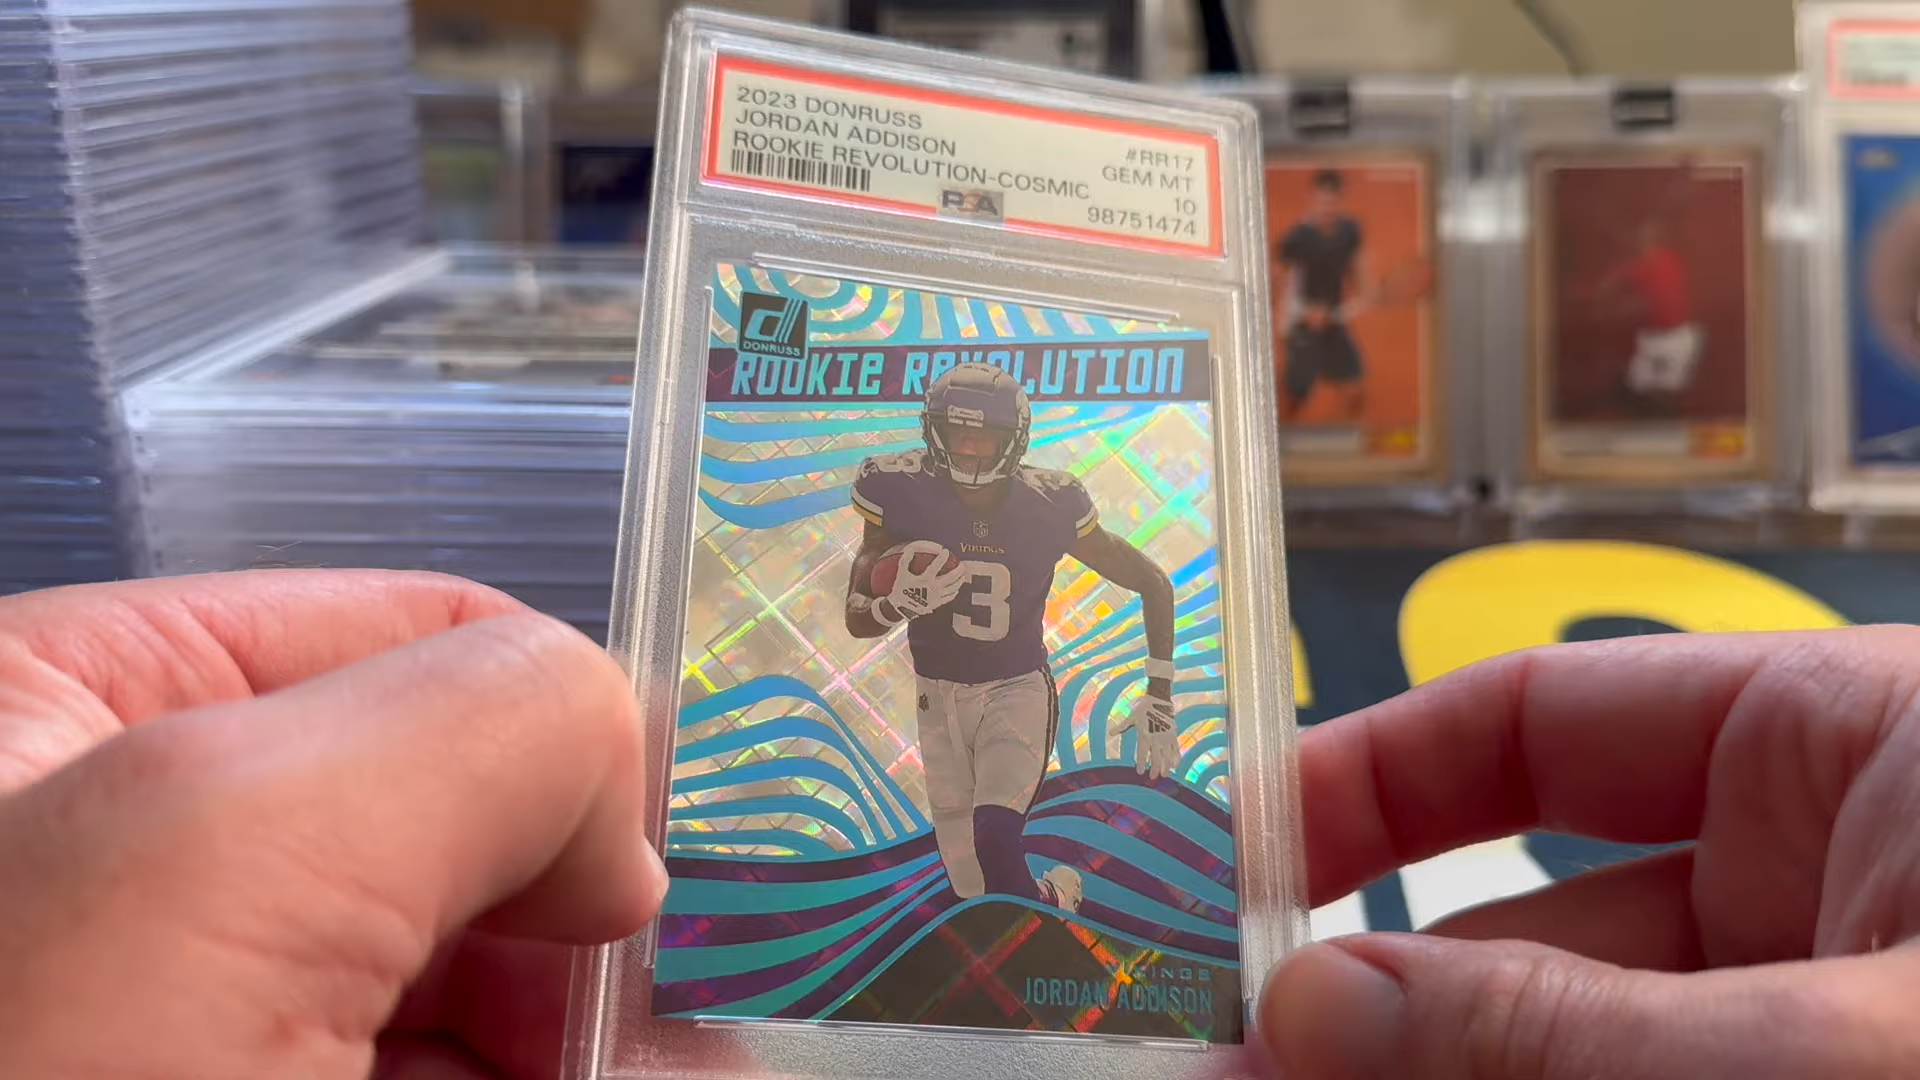 2023 DONRUSS
JORDAN ADDISON
ROOKIE REVOLUTION-COSMIC
#RR17
GEM MT
10
98751474
PSA
d
DONRUSS
ROOKIE REVOLUTION
VIKINGS
3
adidas
VIKINGS
JORDAN ADDISON